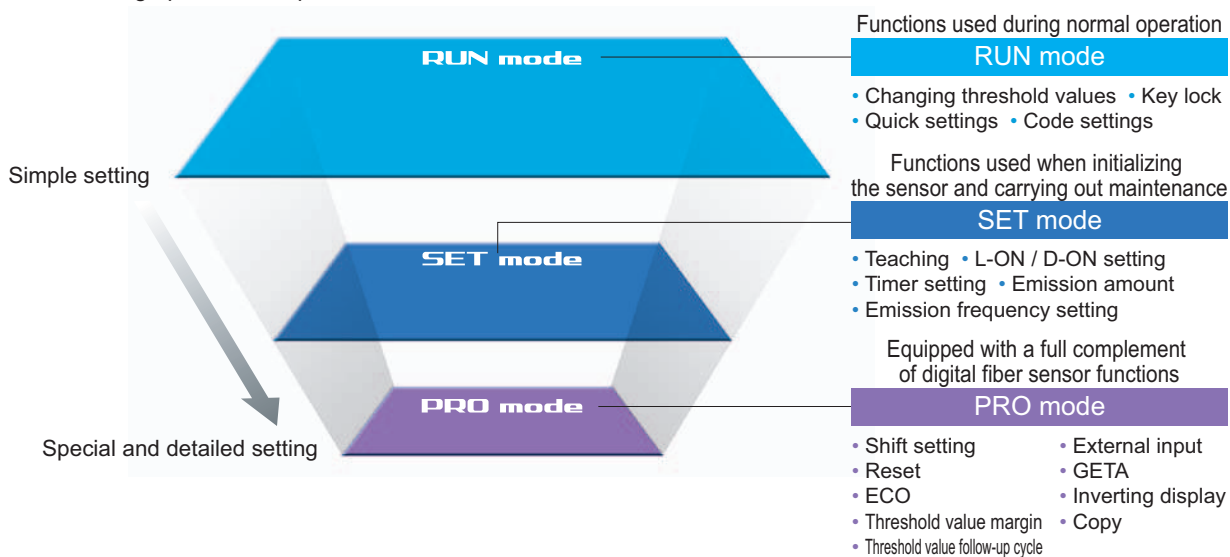 Functions used during normal operation
RUN mode
RUN mode
• Changing threshold values • Key lock
• Quick settings • Code settings
Simple setting
Functions used when initializing
the sensor and carrying out maintenance
SET mode
SET mode
• Teaching • L-ON / D-ON setting
• Timer setting • Emission amount
• Emission frequency setting
Equipped with a full complement
of digital fiber sensor functions
PRO mode
PRO mode
Special and detailed setting
• Shift setting • External input
• Reset • GETA
• ECO • Inverting display
• Threshold value margin • Copy
• Threshold value follow-up cycle